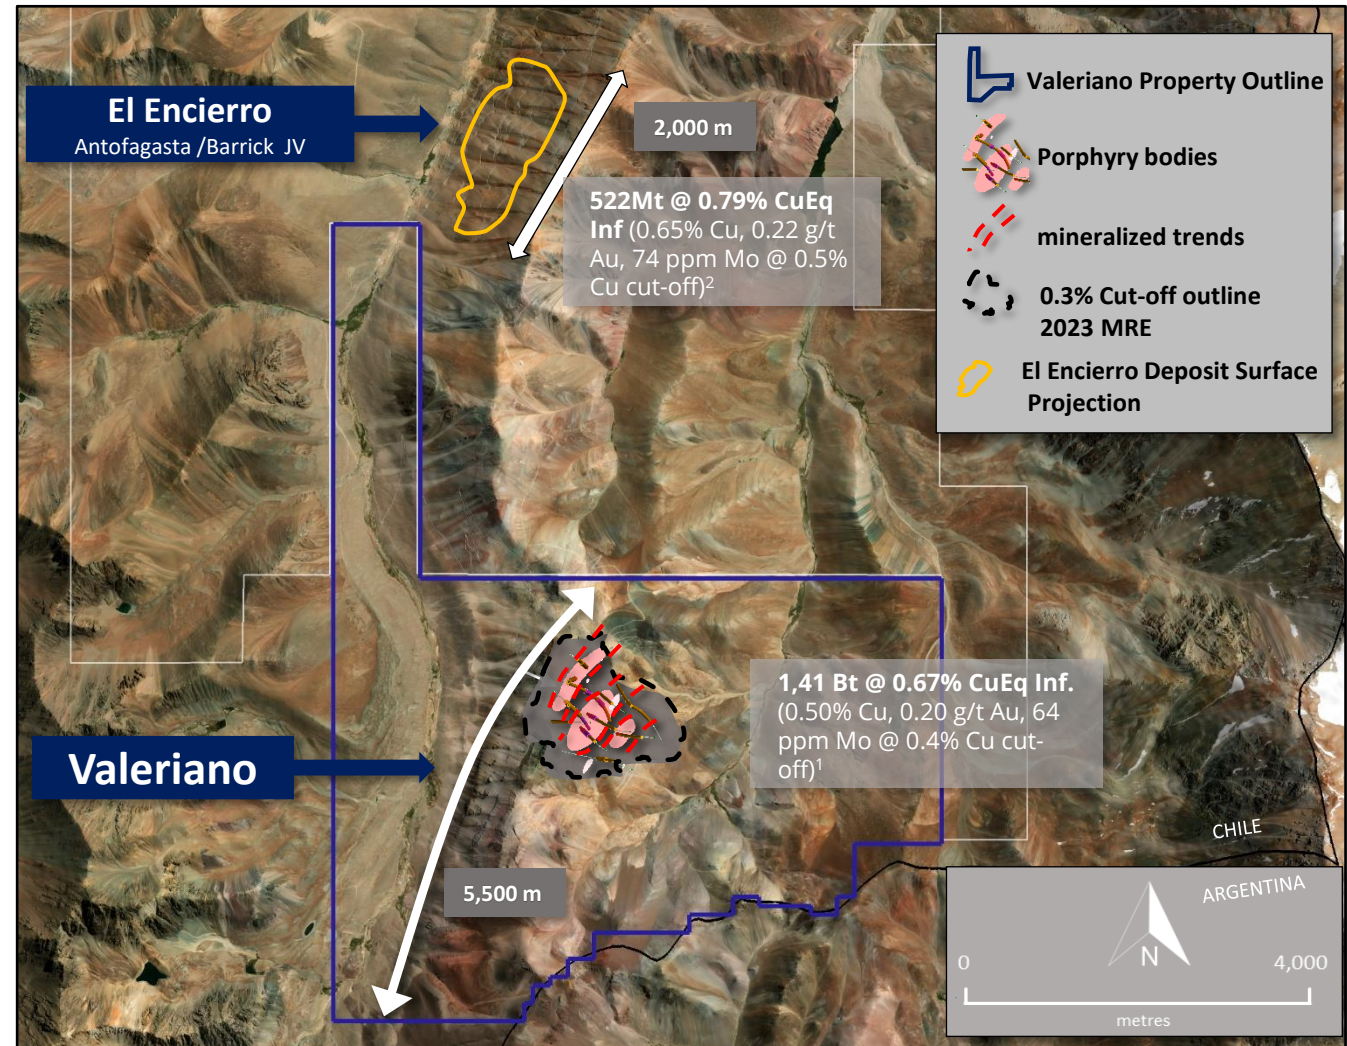 El Encierro
Antofagasta /Barrick JV
2,000 m
522Mt @ 0.79% CuEq
Inf (0.65% Cu, 0.22 g/t
Au, 74 ppm Mo @ 0.5%
Cu cut-off)2
Valeriano Property Outline
Porphyry bodies
mineralized trends
0.3% Cut-off outline
2023 MRE
El Encierro Deposit Surface
Projection
1,41 Bt @ 0.67% CuEq Inf.
(0.50% Cu, 0.20 g/t Au, 64
ppm Mo @ 0.4% Cu cut-
off)1
Valeriano
5,500 m
CHILE
ARGENTINA
N
0
4,000
metres